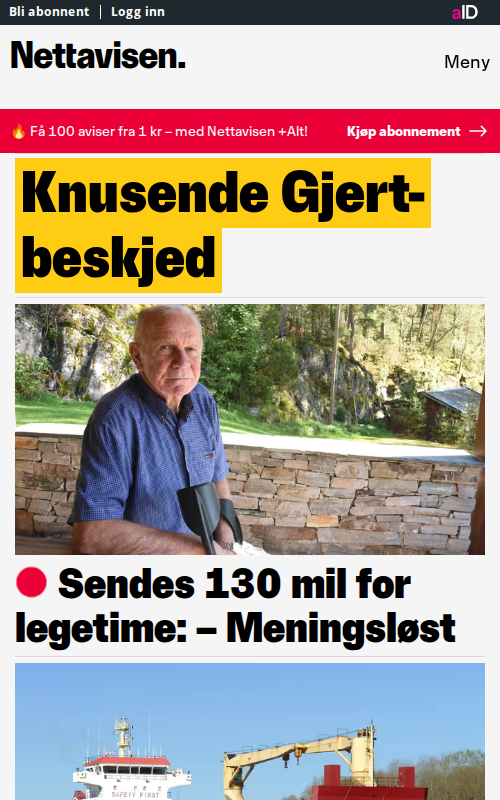 Bli abonnent | Logg inn
aID
Nettavisen.
Meny
🔥 Få 100 aviser fra 1 kr – med Nettavisen +Alt!
Kjøp abonnement →
Knusende Gjert-
beskjed
Sendes 130 mil for
legetime: – Meningsløst
SAFETY FIRST